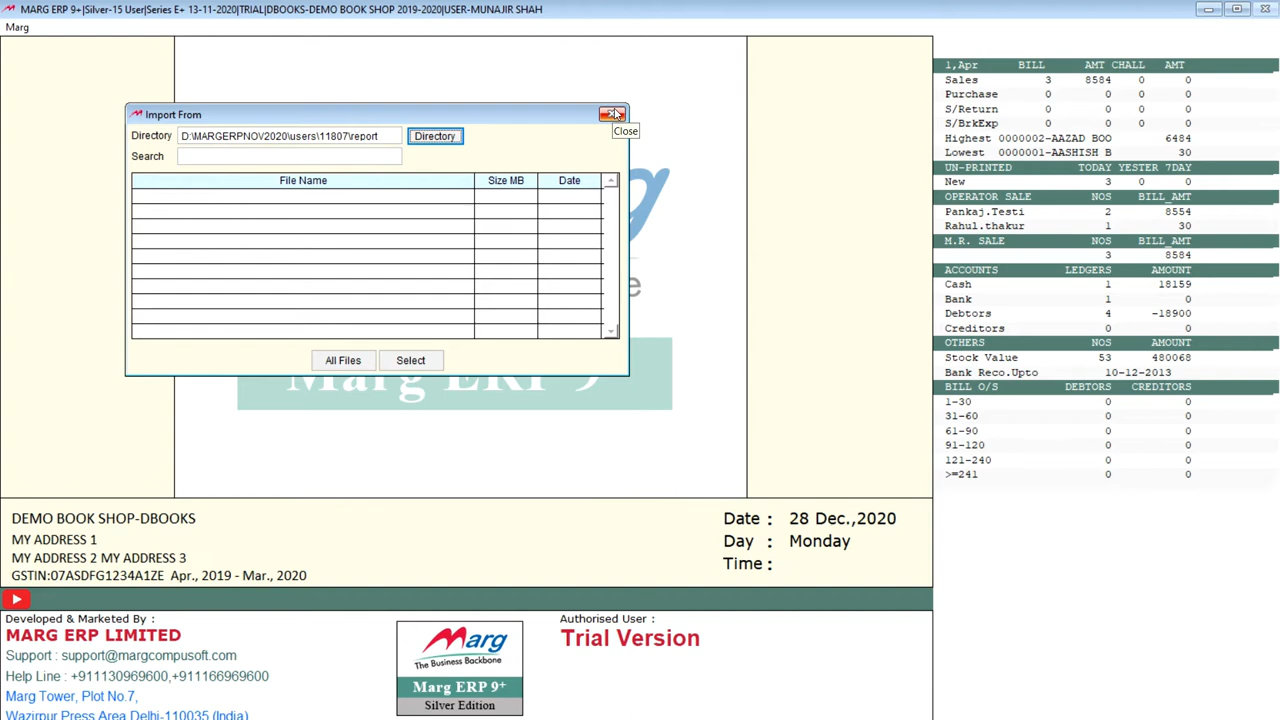 MARG ERP 9+|Silver-15 User|Series E+ 13-11-2020|TRIAL|DBOOKS-DEMO BOOK SHOP 2019-2020|USER-MUNAJIR SHAH
Marg
Import From
Close
Directory D:\MARGERPNOV2020\users\11807\report Directory
Search
File Name Size MB Date
All Files Select
Marg ERP 9
1,Apr BILL AMT CHALL AMT
Sales 3 8584 0 0
Purchase 0 0 0 0
S/Return 0 0 0 0
S/BrkExp 0 0 0 0
Highest 0000002-AAZAD BOO 6484
Lowest 0000001-AASHISH B 30
UN-PRINTED TODAY YESTER 7DAY
New 3 0 0
OPERATOR SALE NOS BILL_AMT
Pankaj.Testi 2 8554
Rahul.thakur 1 30
M.R. SALE NOS BILL_AMT
3 8584
ACCOUNTS LEDGERS AMOUNT
Cash 1 18159
Bank 1 0
Debtors 4 -18900
Creditors 0 0
OTHERS NOS AMOUNT
Stock Value 53 480068
Bank Reco.Upto 10-12-2013
BILL O/S DEBTORS CREDITORS
1-30 0 0
31-60 0 0
61-90 0 0
91-120 0 0
121-240 0 0
>=241 0 0
DEMO BOOK SHOP-DBOOKS
MY ADDRESS 1
MY ADDRESS 2 MY ADDRESS 3
GSTIN:07ASDFG1234A1ZE Apr., 2019 - Mar., 2020
Date : 28 Dec.,2020
Day : Monday
Time :
Developed & Marketed By :
MARG ERP LIMITED
Support : support@margcompusoft.com
Help Line : +911130969600,+911166969600
Marg Tower, Plot No.7,
Wazirpur Press Area Delhi-110035 (India)
Marg
The Business Backbone
Marg ERP 9+
Silver Edition
Authorised User :
Trial Version